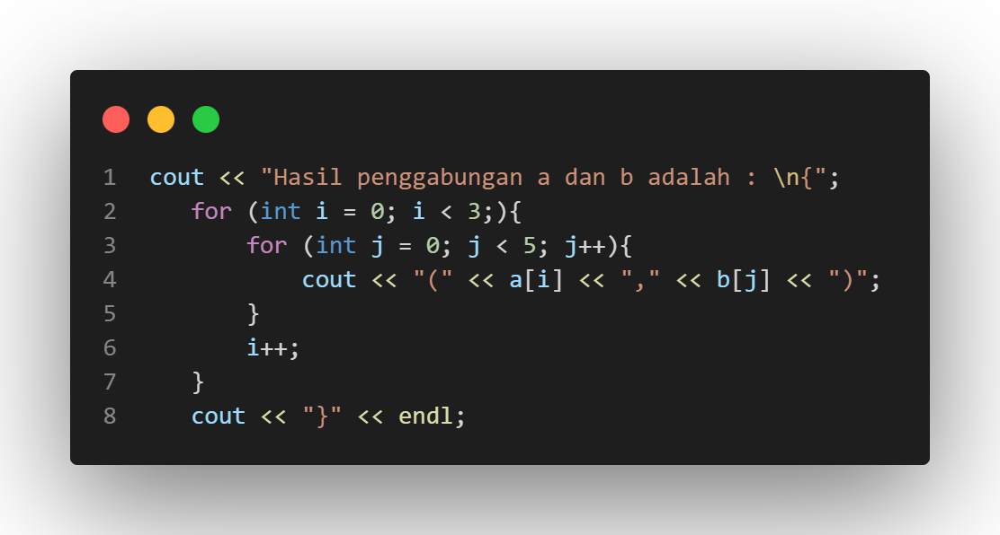 1 cout << "Hasil penggabungan a dan b adalah : \n{";
2    for (int i = 0; i < 3;){
3        for (int j = 0; j < 5; j++){
4            cout << "(" << a[i] << "," << b[j] << ")";
5        }
6        i++;
7    }
8    cout << "}" << endl;